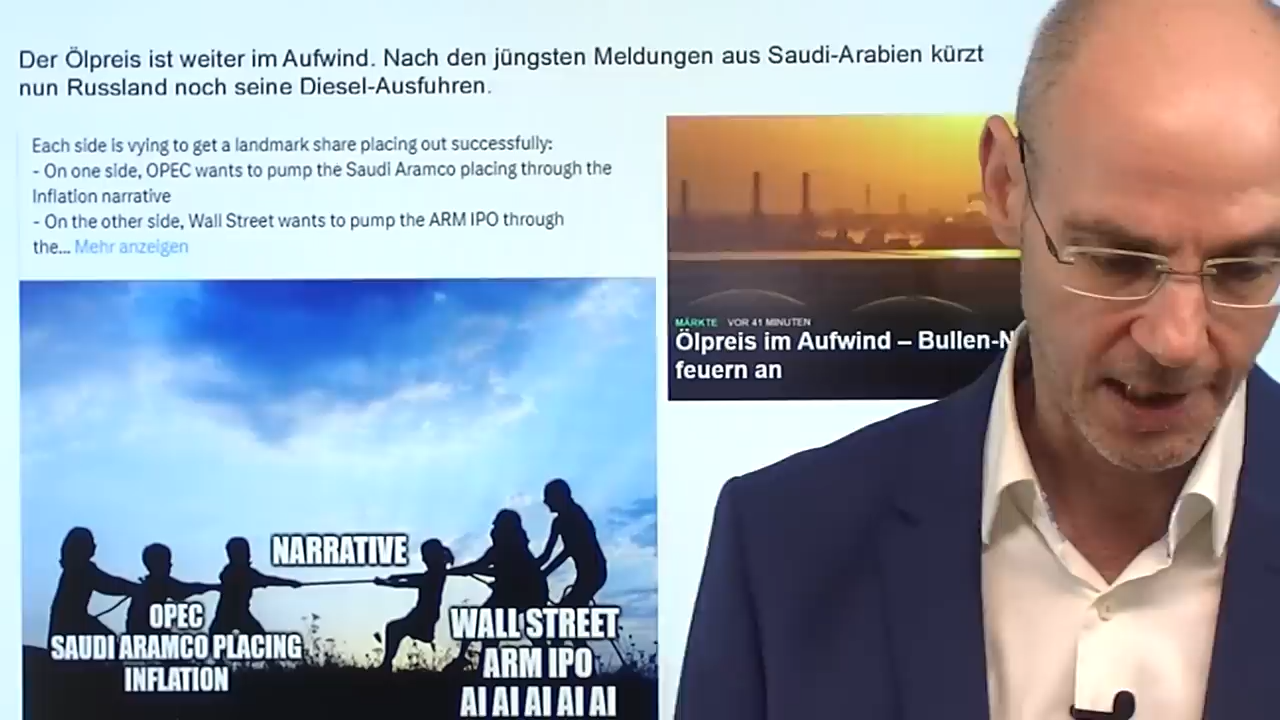 Der Ölpreis ist weiter im Aufwind. Nach den jüngsten Meldungen aus Saudi-Arabien kürzt
nun Russland noch seine Diesel-Ausfuhren.
Each side is vying to get a landmark share placing out successfully:
- On one side, OPEC wants to pump the Saudi Aramco placing through the
Inflation narrative
- On the other side, Wall Street wants to pump the ARM IPO through
the... Mehr anzeigen
MÄRKTE VOR 41 MINUTEN
Ölpreis im Aufwind – Bullen-N
feuern an
NARRATIVE
OPEC
SAUDI ARAMCO PLACING
INFLATION
WALL STREET
ARM IPO
AI AI AI AI AI